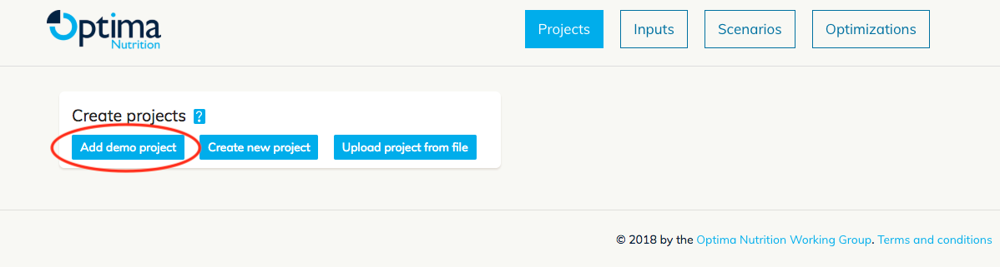 Optima
Nutrition
Projects
Inputs
Scenarios
Optimizations
Create projects ?
Add demo project
Create new project
Upload project from file
© 2018 by the Optima Nutrition Working Group. Terms and conditions